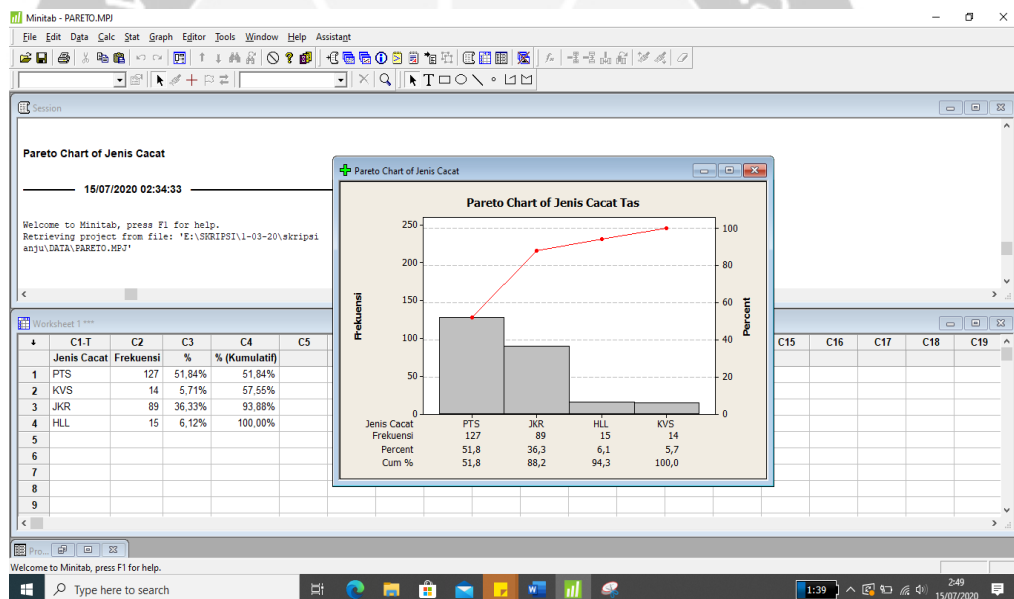 Minitab - PARETO.MPJ
File Edit Data Calc Stat Graph Editor Tools Window Help Assistant
Session
Pareto Chart of Jenis Cacat
15/07/2020 02:34:33
Welcome to Minitab, press F1 for help.
Retrieving project from file: 'E:\SKRIPSI\1-03-20\skripsi
anju\DATA\PARETO.MPJ'
Pareto Chart of Jenis Cacat
Pareto Chart of Jenis Cacat Tas
250
200
150
100
50
0
Frekuensi
100
80
60
40
20
0
Percent
Jenis Cacat PTS JKR HLL KVS
Frekuensi 127 89 15 14
Percent 51,8 36,3 6,1 5,7
Cum % 51,8 88,2 94,3 100,0
Worksheet 1 ***
C1-T C2 C3 C4 C5 C15 C16 C17 C18 C19
Jenis Cacat Frekuensi % % (Kumulatif)
1 PTS 127 51,84% 51,84%
2 KVS 14 5,71% 57,55%
3 JKR 89 36,33% 93,88%
4 HLL 15 6,12% 100,00%
5
6
7
8
9
Pro...
Welcome to Minitab, press F1 for help.
Type here to search
1:39
2:49
15/07/2020